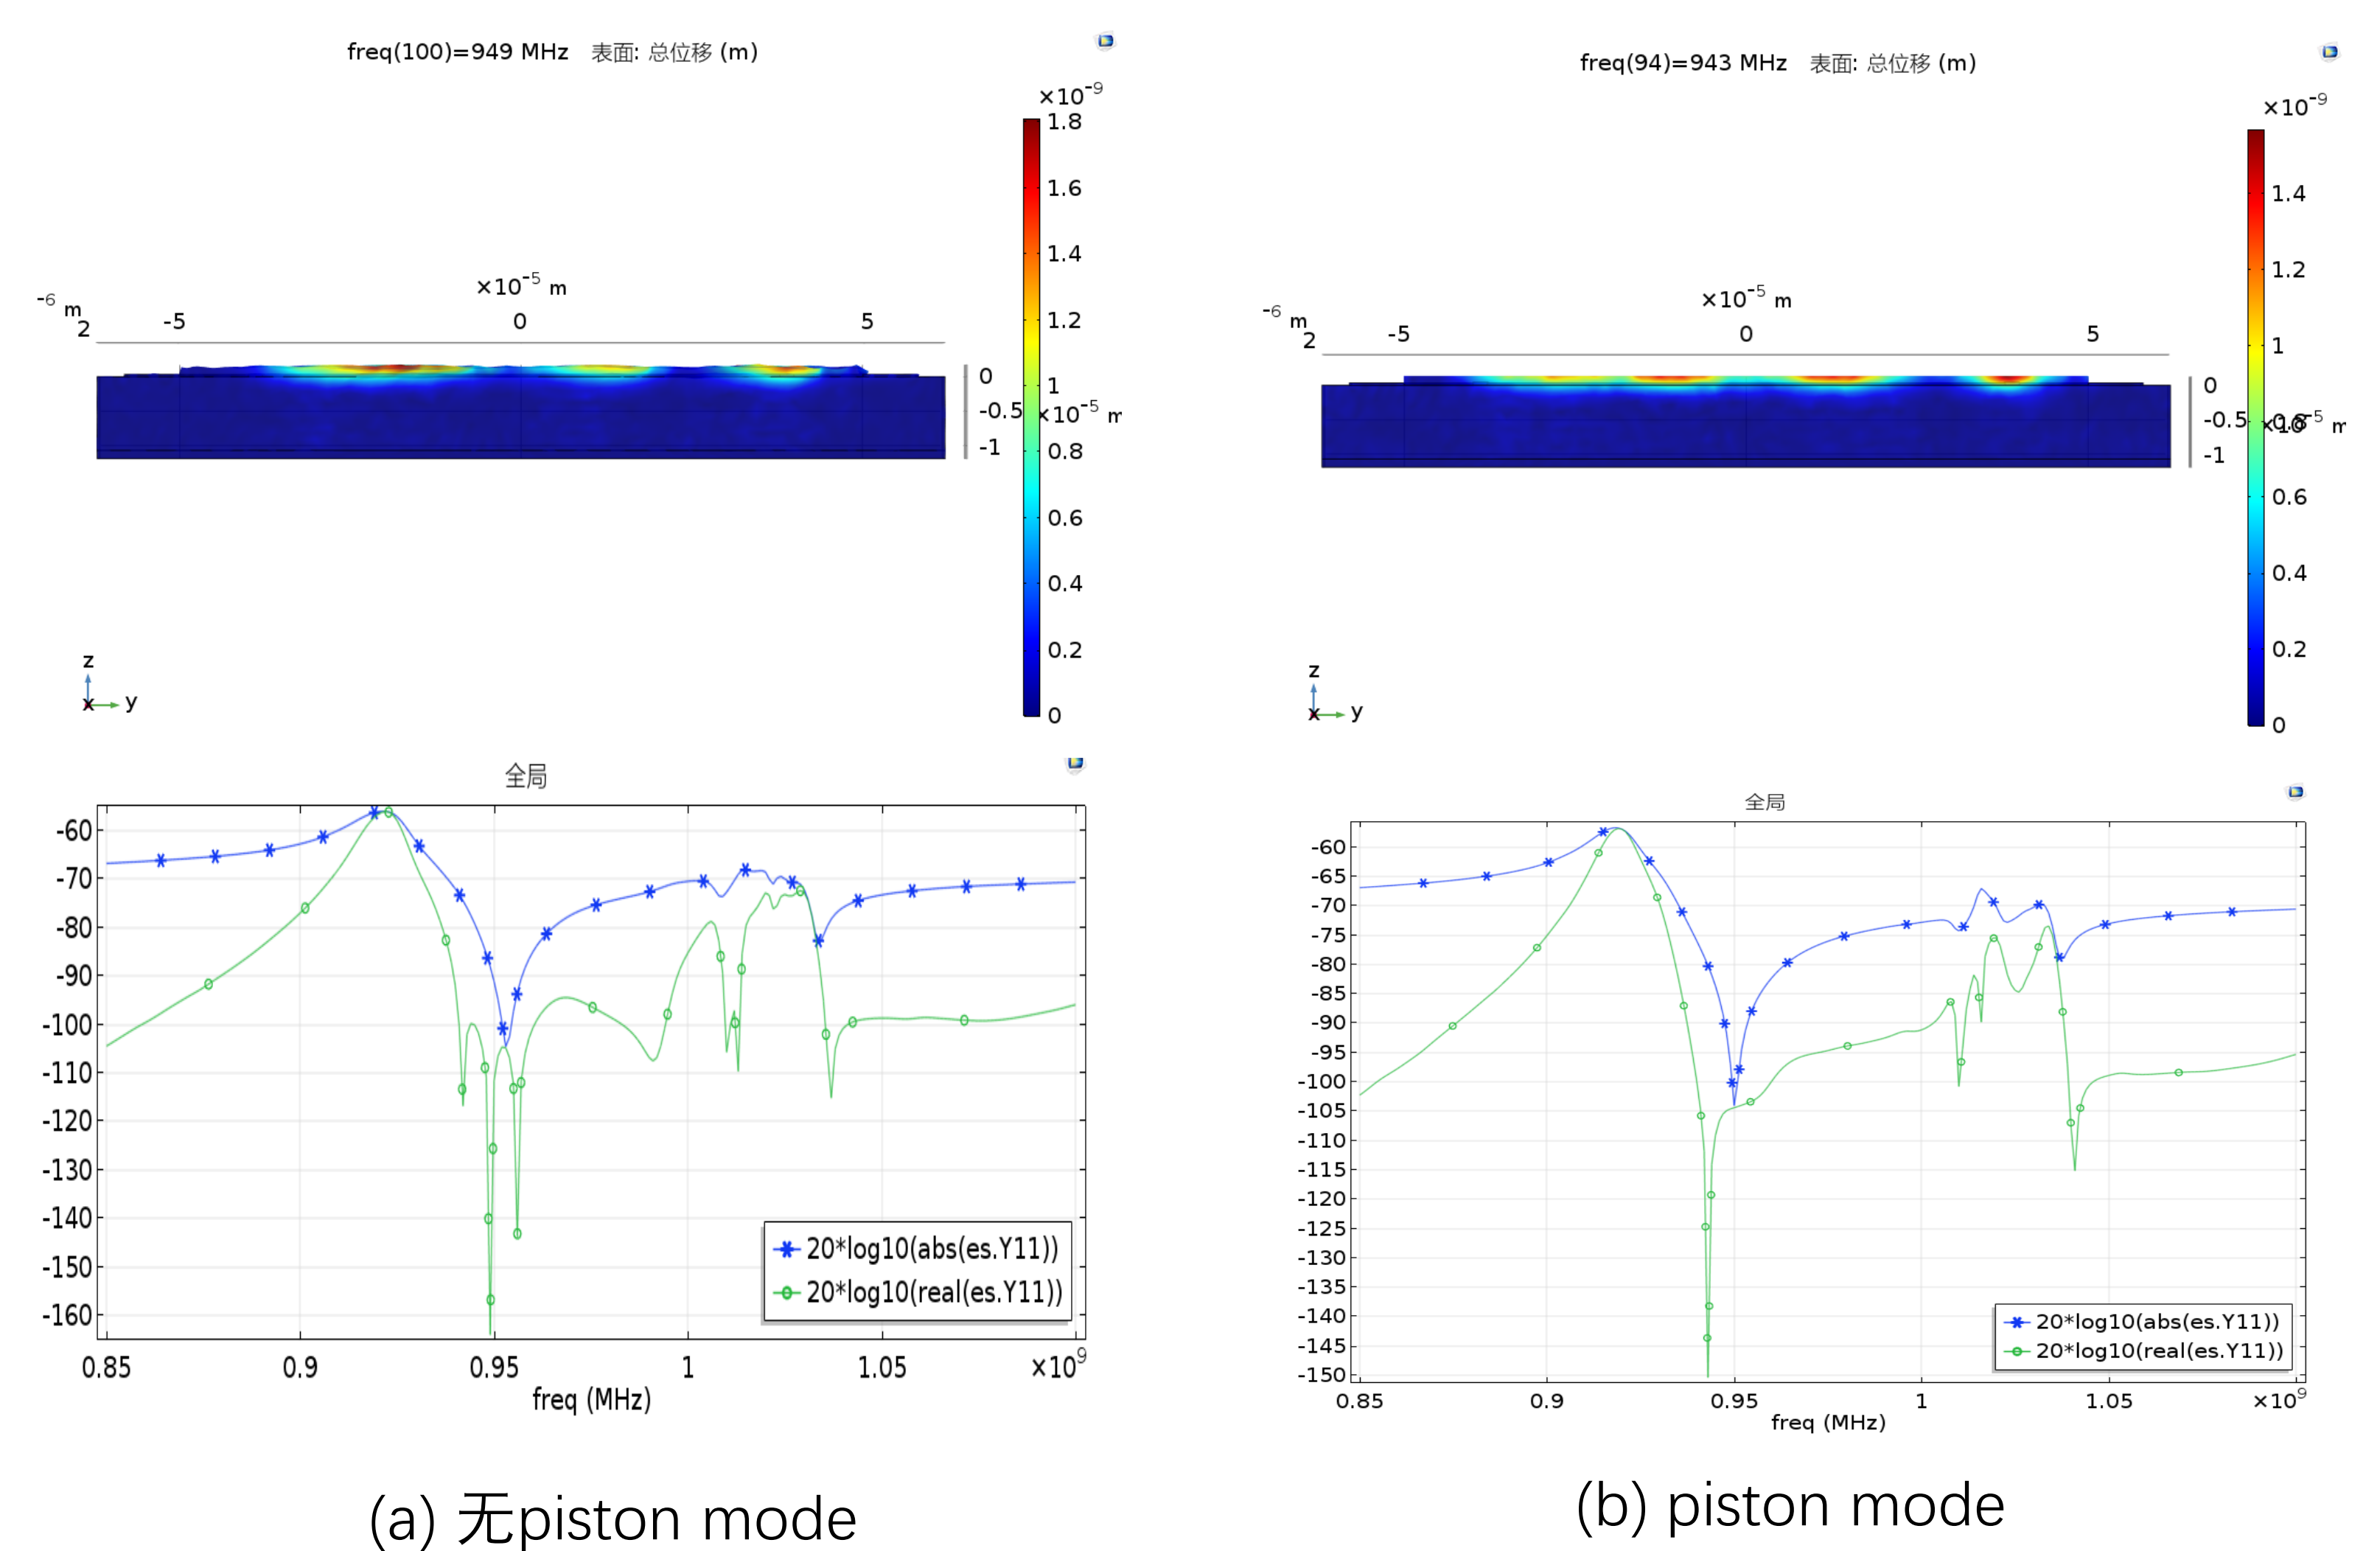 freq(100)=949 MHz 表面: 总位移 (m)
×10⁻⁹
1.8
1.6
1.4
1.2
1
0.8
0.6
0.4
0.2
0
×10⁻⁵ m
⁻⁶ m
2
-5
0
5
0
-0.5
-1
×10⁻⁵ m
z
x
y
freq(94)=943 MHz 表面: 总位移 (m)
×10⁻⁹
1.4
1.2
1
0.8
0.6
0.4
0.2
0
×10⁻⁵ m
⁻⁶ m
2
-5
0
5
0
-0.5
-1
×10⁻⁵ m
z
x
y
全局
-60
-70
-80
-90
-100
-110
-120
-130
-140
-150
-160
20*log10(abs(es.Y11))
20*log10(real(es.Y11))
0.85 0.9 0.95 1 1.05 ×10⁹
freq (MHz)
(a) 无piston mode
全局
-60
-65
-70
-75
-80
-85
-90
-95
-100
-105
-110
-115
-120
-125
-130
-135
-140
-145
-150
20*log10(abs(es.Y11))
20*log10(real(es.Y11))
0.85 0.9 0.95 1 1.05 ×10⁹
freq (MHz)
(b) piston mode